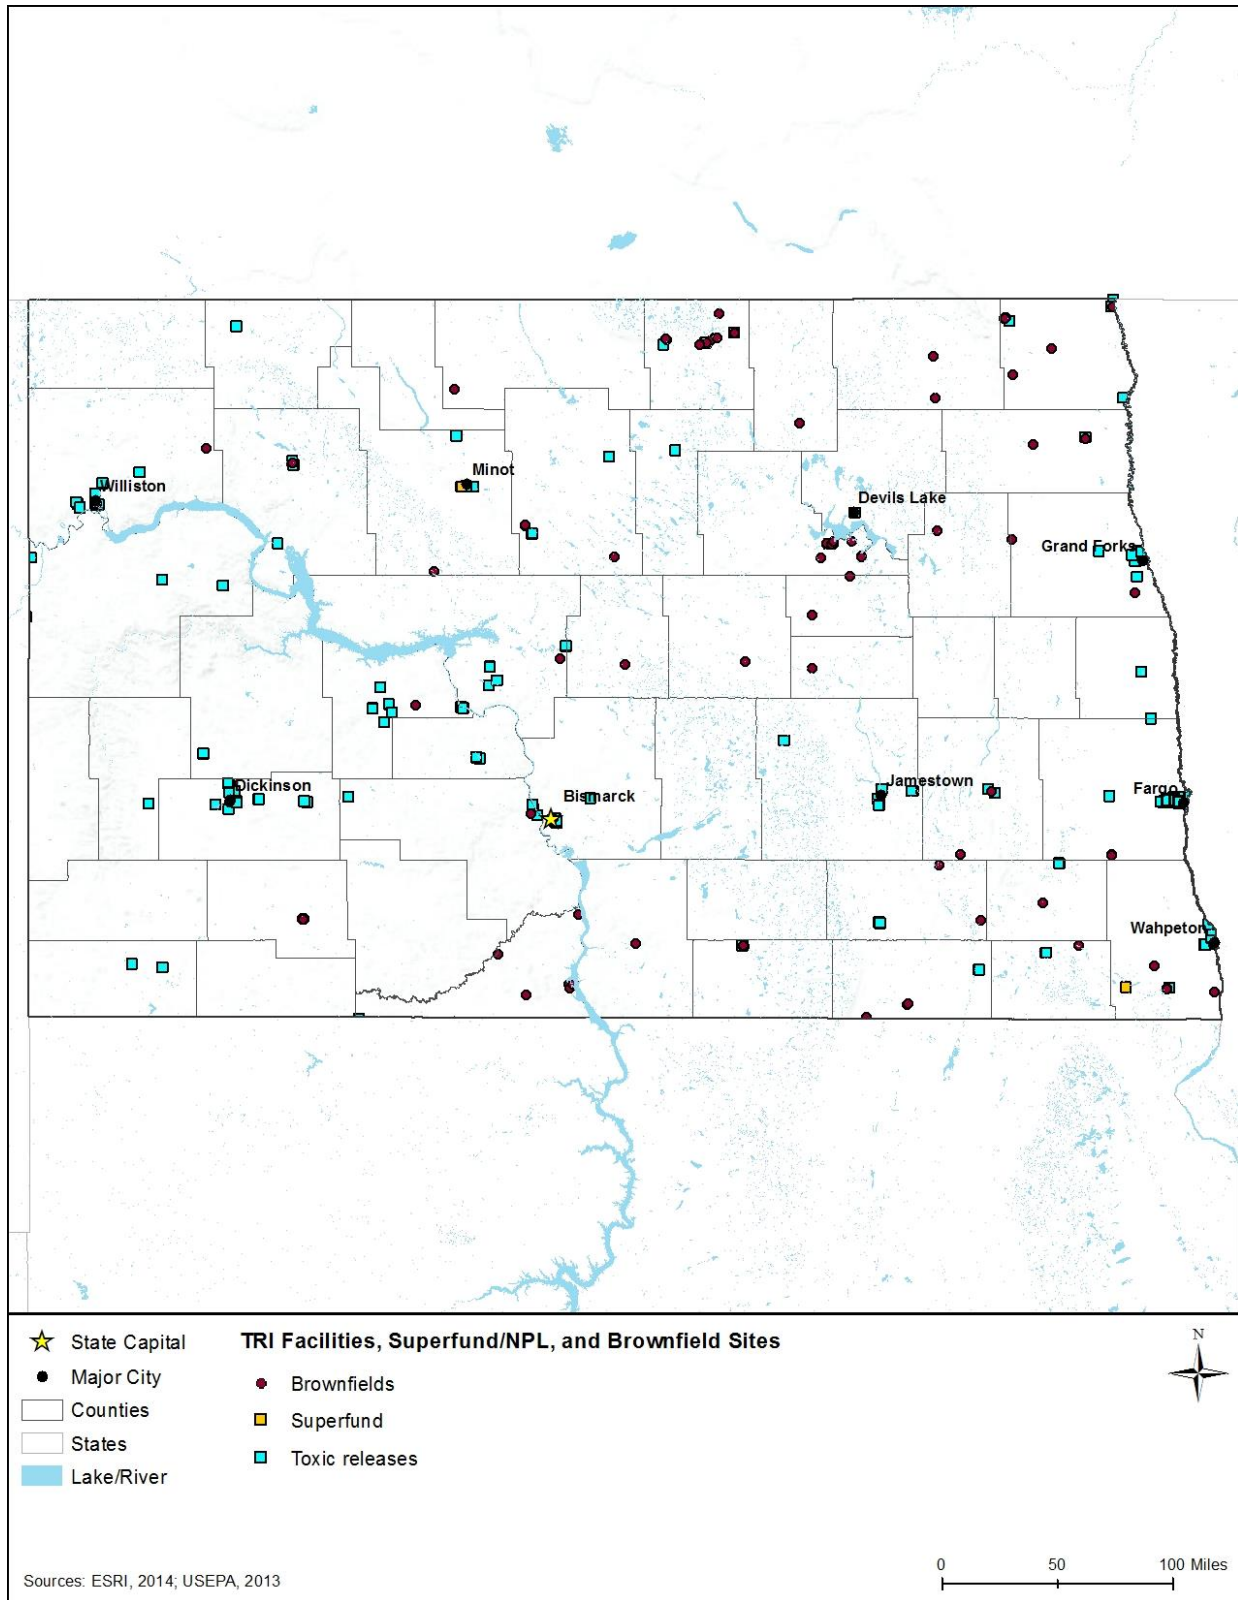 Minot
Williston
Devils Lake
Grand Forks
Dickinson
Jamestown
Bismarck
Fargo
Wahpeton
State Capital
Major City
Counties
States
Lake/River
TRI Facilities, Superfund/NPL, and Brownfield Sites
Brownfields
Superfund
Toxic releases
N
Sources: ESRI, 2014; USEPA, 2013
0 50 100 Miles